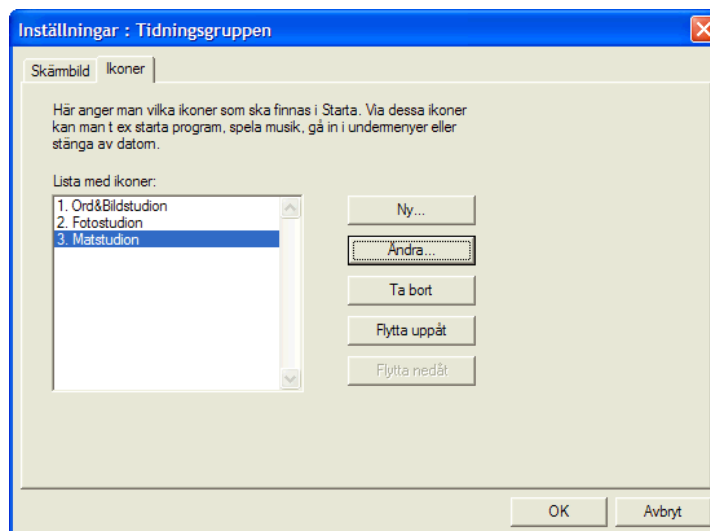 Inställningar : Tidningsgruppen
Skärmbild
Ikoner
Här anger man vilka ikoner som ska finnas i Starta. Via dessa ikoner
kan man t ex starta program, spela musik, gå in i undermenyer eller
stänga av datorn.
Lista med ikoner:
1. Ord&Bildstudion
2. Fotostudion
3. Matstudion
Ny...
Ändra...
Ta bort
Flytta uppåt
Flytta nedåt
OK
Avbryt